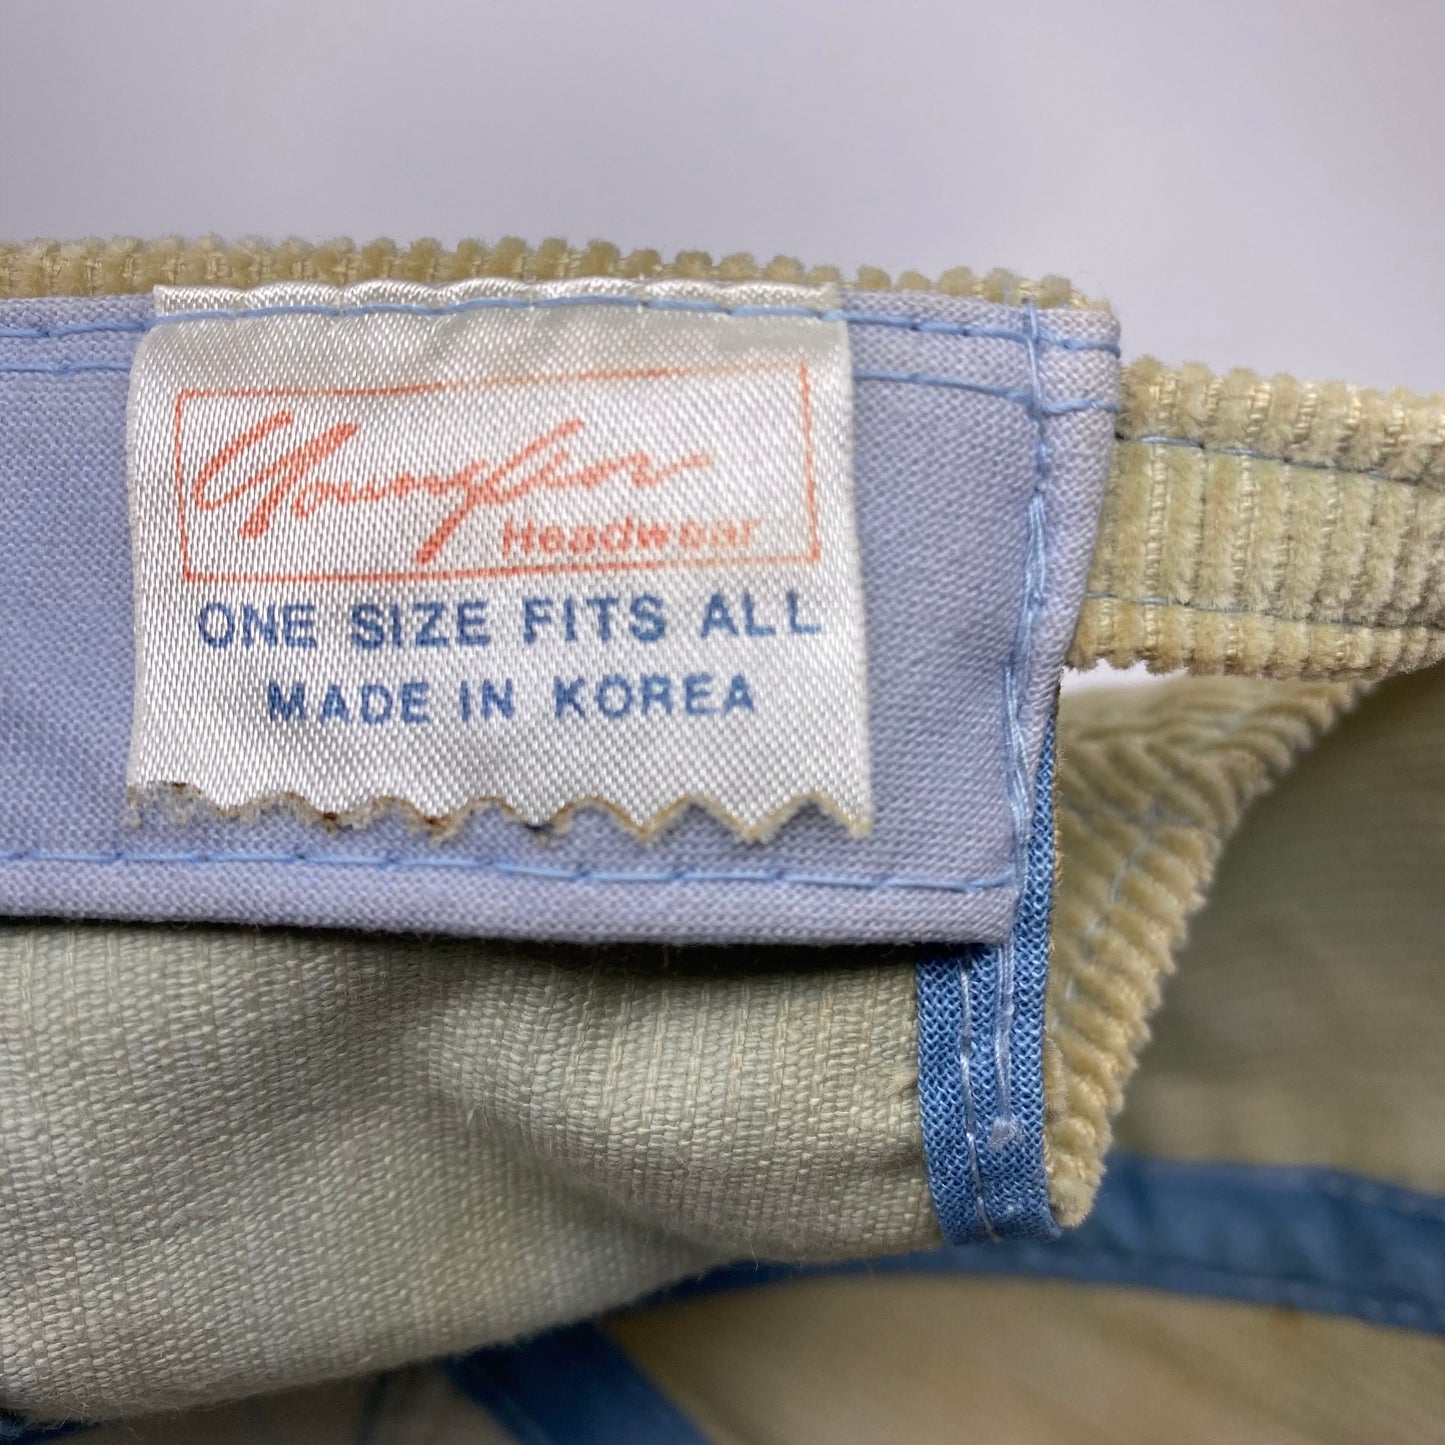 Youngan
Headwear
ONE SIZE FITS ALL
MADE IN KOREA